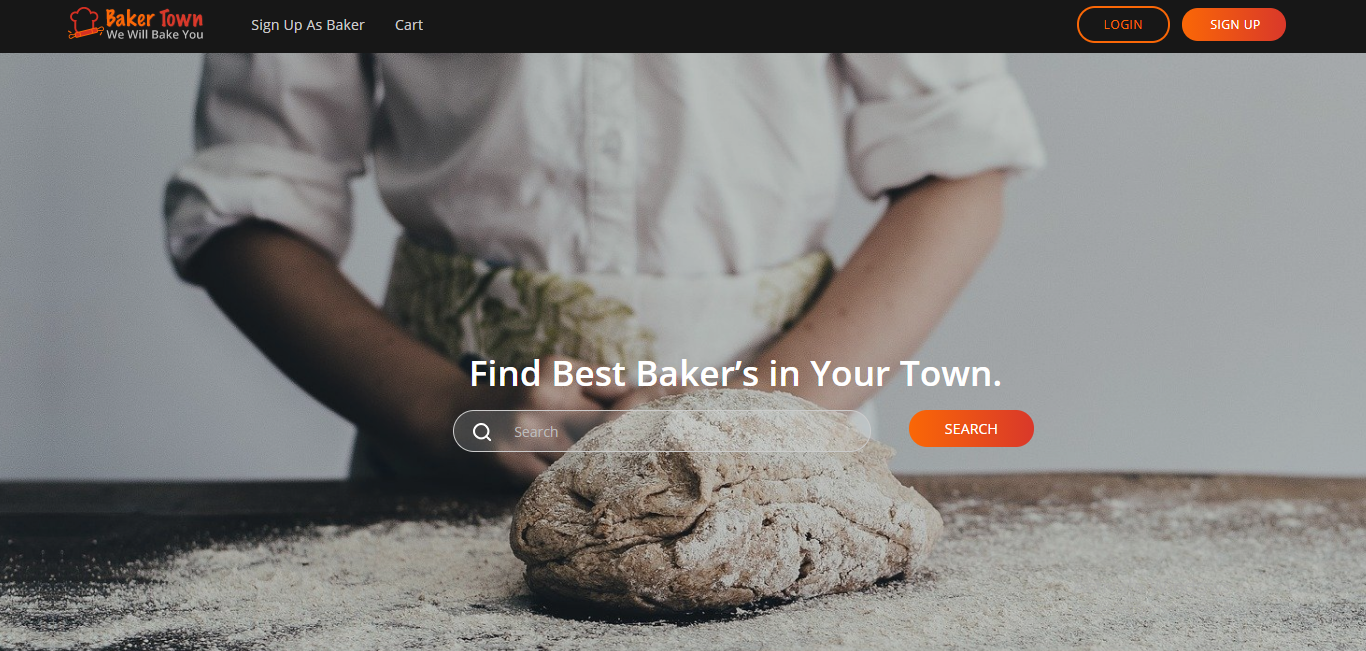 Baker Town
We Will Bake You
Sign Up As Baker
Cart
LOGIN
SIGN UP
Find Best Baker’s in Your Town.
Search
SEARCH